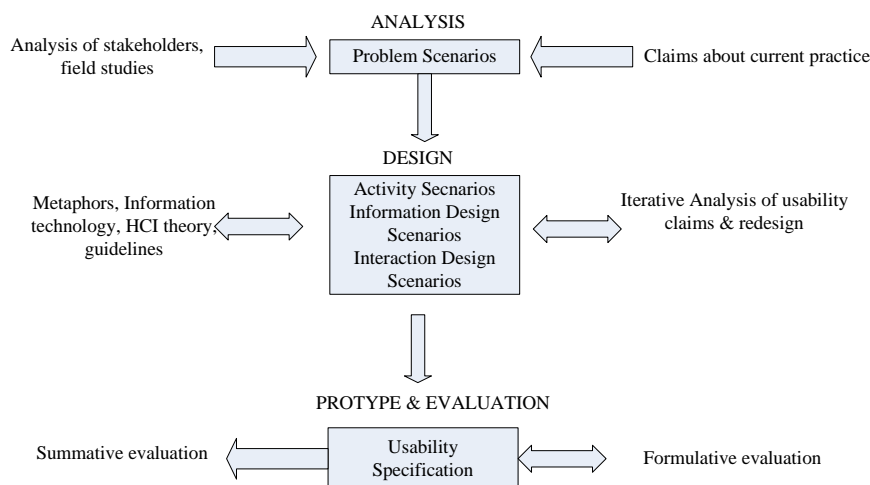 ANALYSIS
Analysis of stakeholders,
field studies
Problem Scenarios
Claims about current practice
DESIGN
Metaphors, Information
technology, HCI theory,
guidelines
Activity Secnarios
Information Design
Scenarios
Interaction Design
Scenarios
Iterative Analysis of usability
claims & redesign
PROTYPE & EVALUATION
Summative evaluation
Usability
Specification
Formulative evaluation